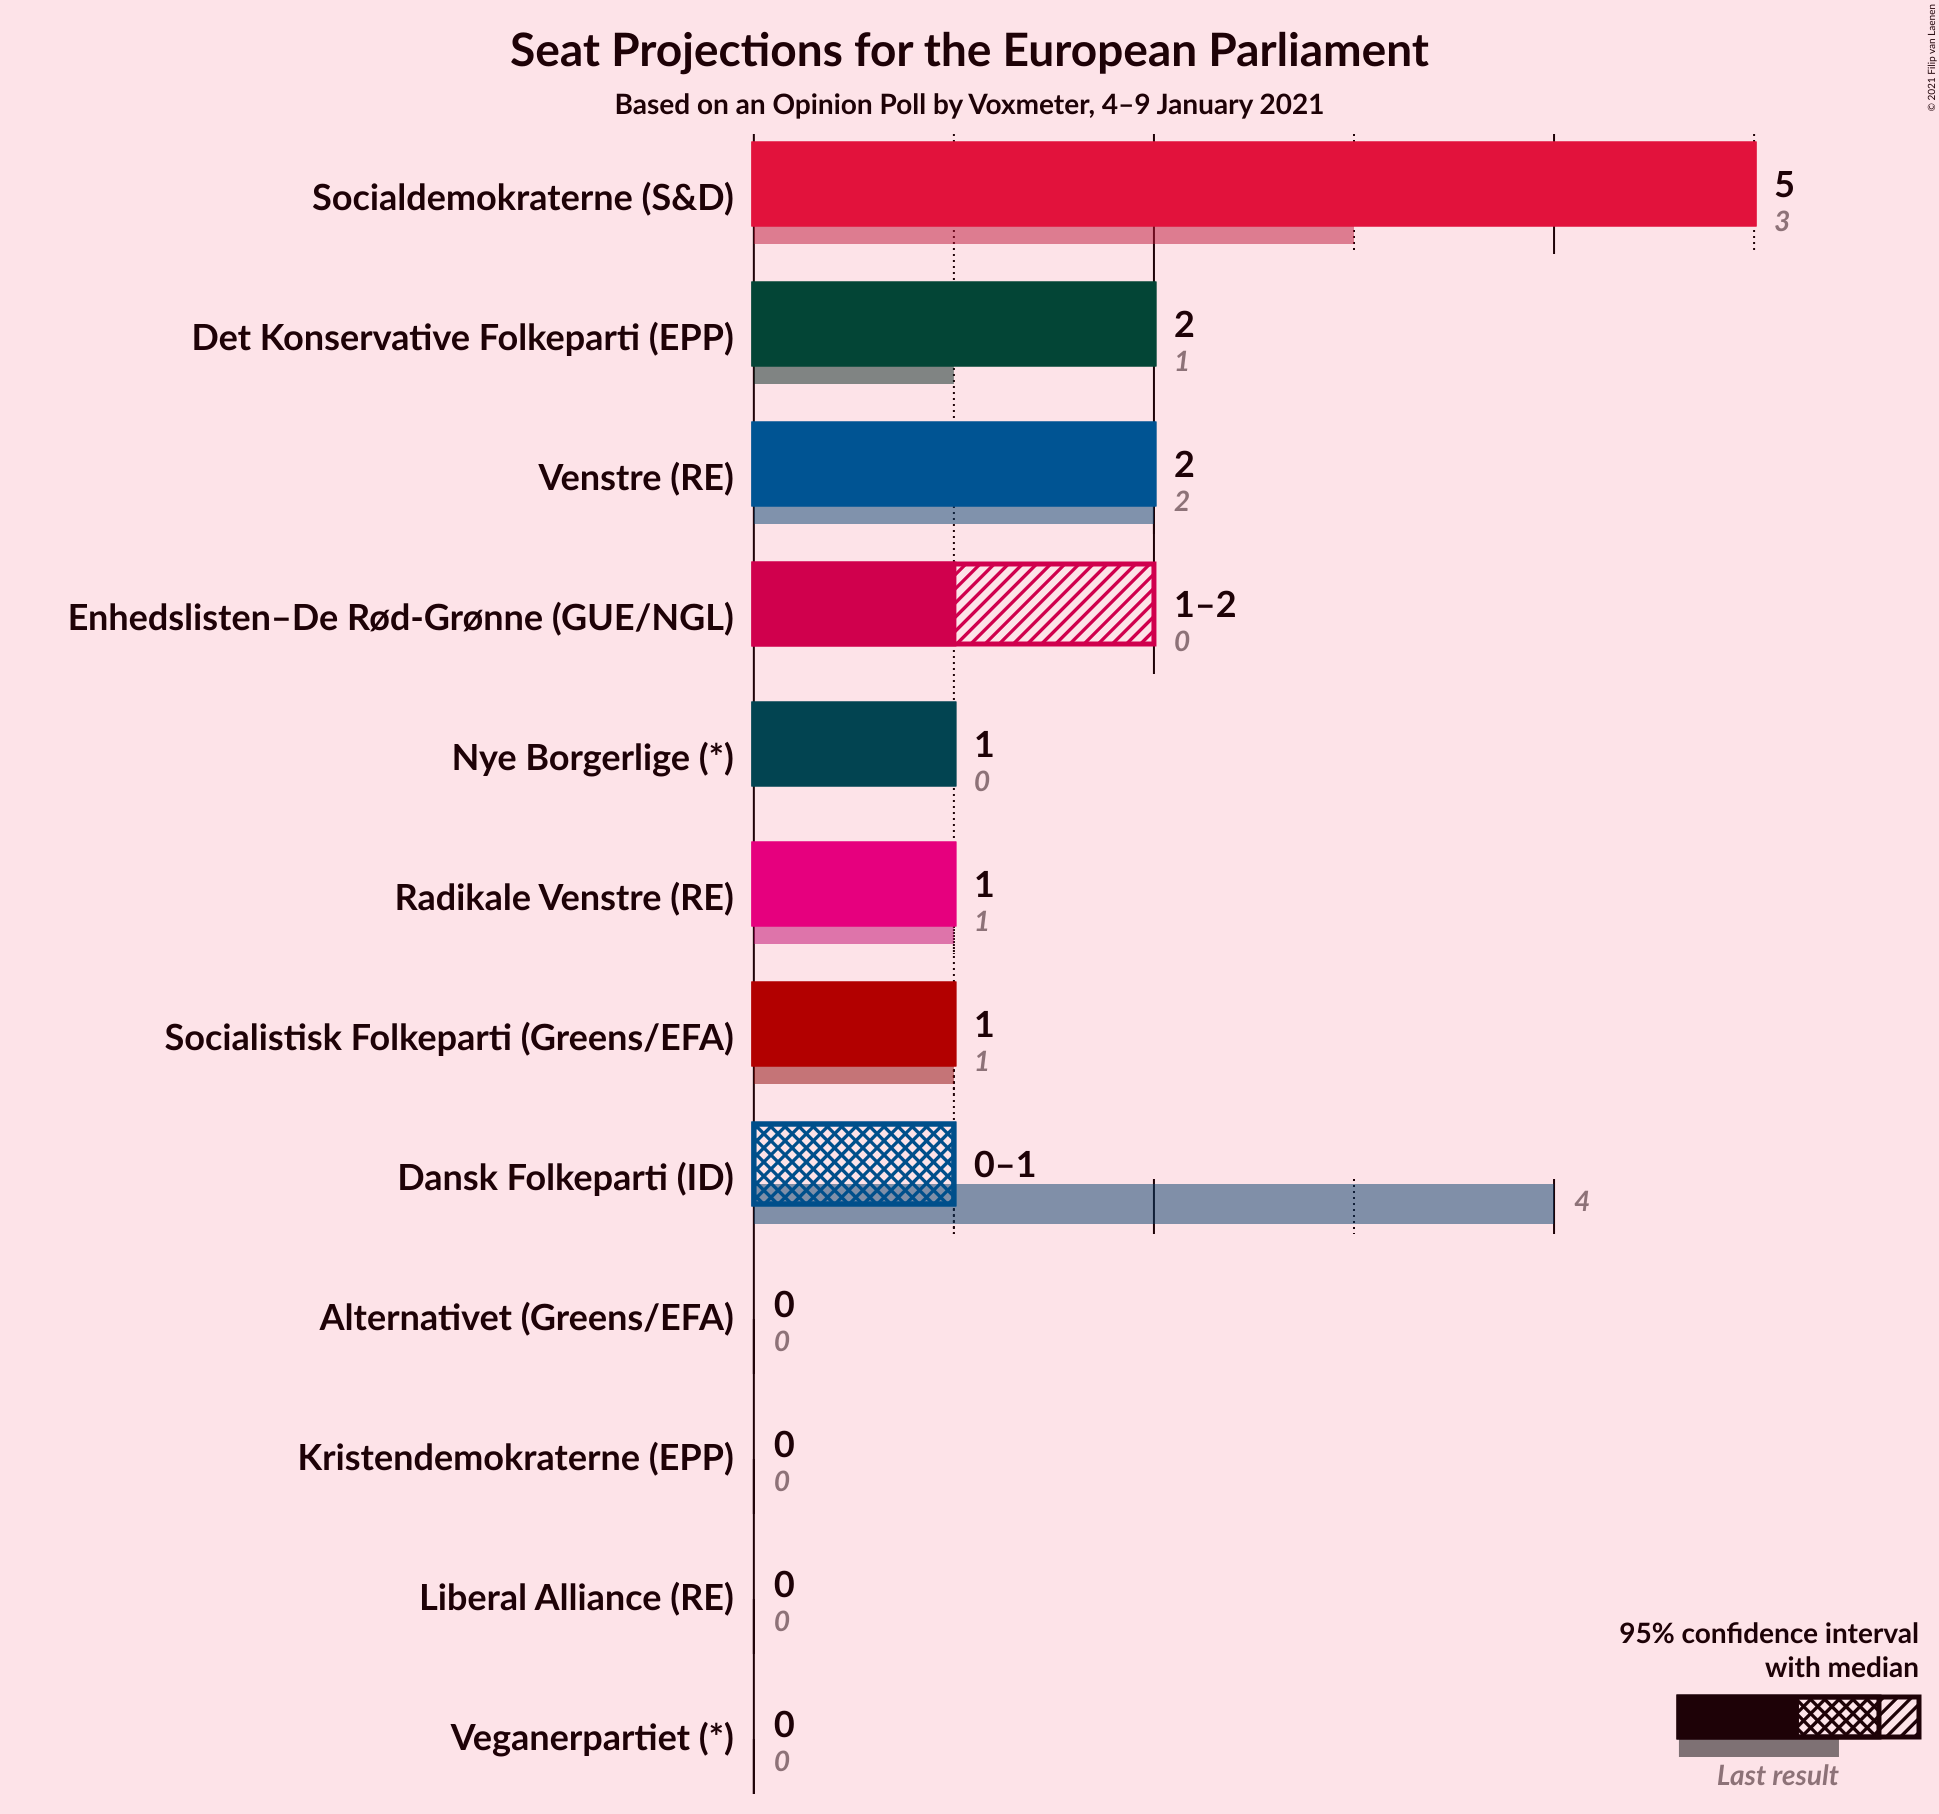 Seat Projections for the European Parliament
Based on an Opinion Poll by Voxmeter, 4–9 January 2021
© 2021 Filip van Laenen
Socialdemokraterne (S&D)
5
3
Det Konservative Folkeparti (EPP)
2
1
Venstre (RE)
2
2
Enhedslisten–De Rød-Grønne (GUE/NGL)
1–2
0
Nye Borgerlige (*)
1
0
Radikale Venstre (RE)
1
1
Socialistisk Folkeparti (Greens/EFA)
1
1
Dansk Folkeparti (ID)
0–1
4
Alternativet (Greens/EFA)
0
0
Kristendemokraterne (EPP)
0
0
Liberal Alliance (RE)
0
0
Veganerpartiet (*)
0
0
95% confidence interval
with median
Last result